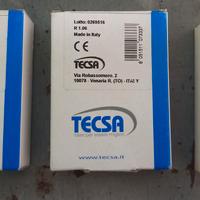 Lotto: 0269516
R 1.06
Made in Italy
CE
TECSA
Via Robassomero, 2
10078 - Venaria R. (TO) - ITALY
TECSA
www.tecsa.it